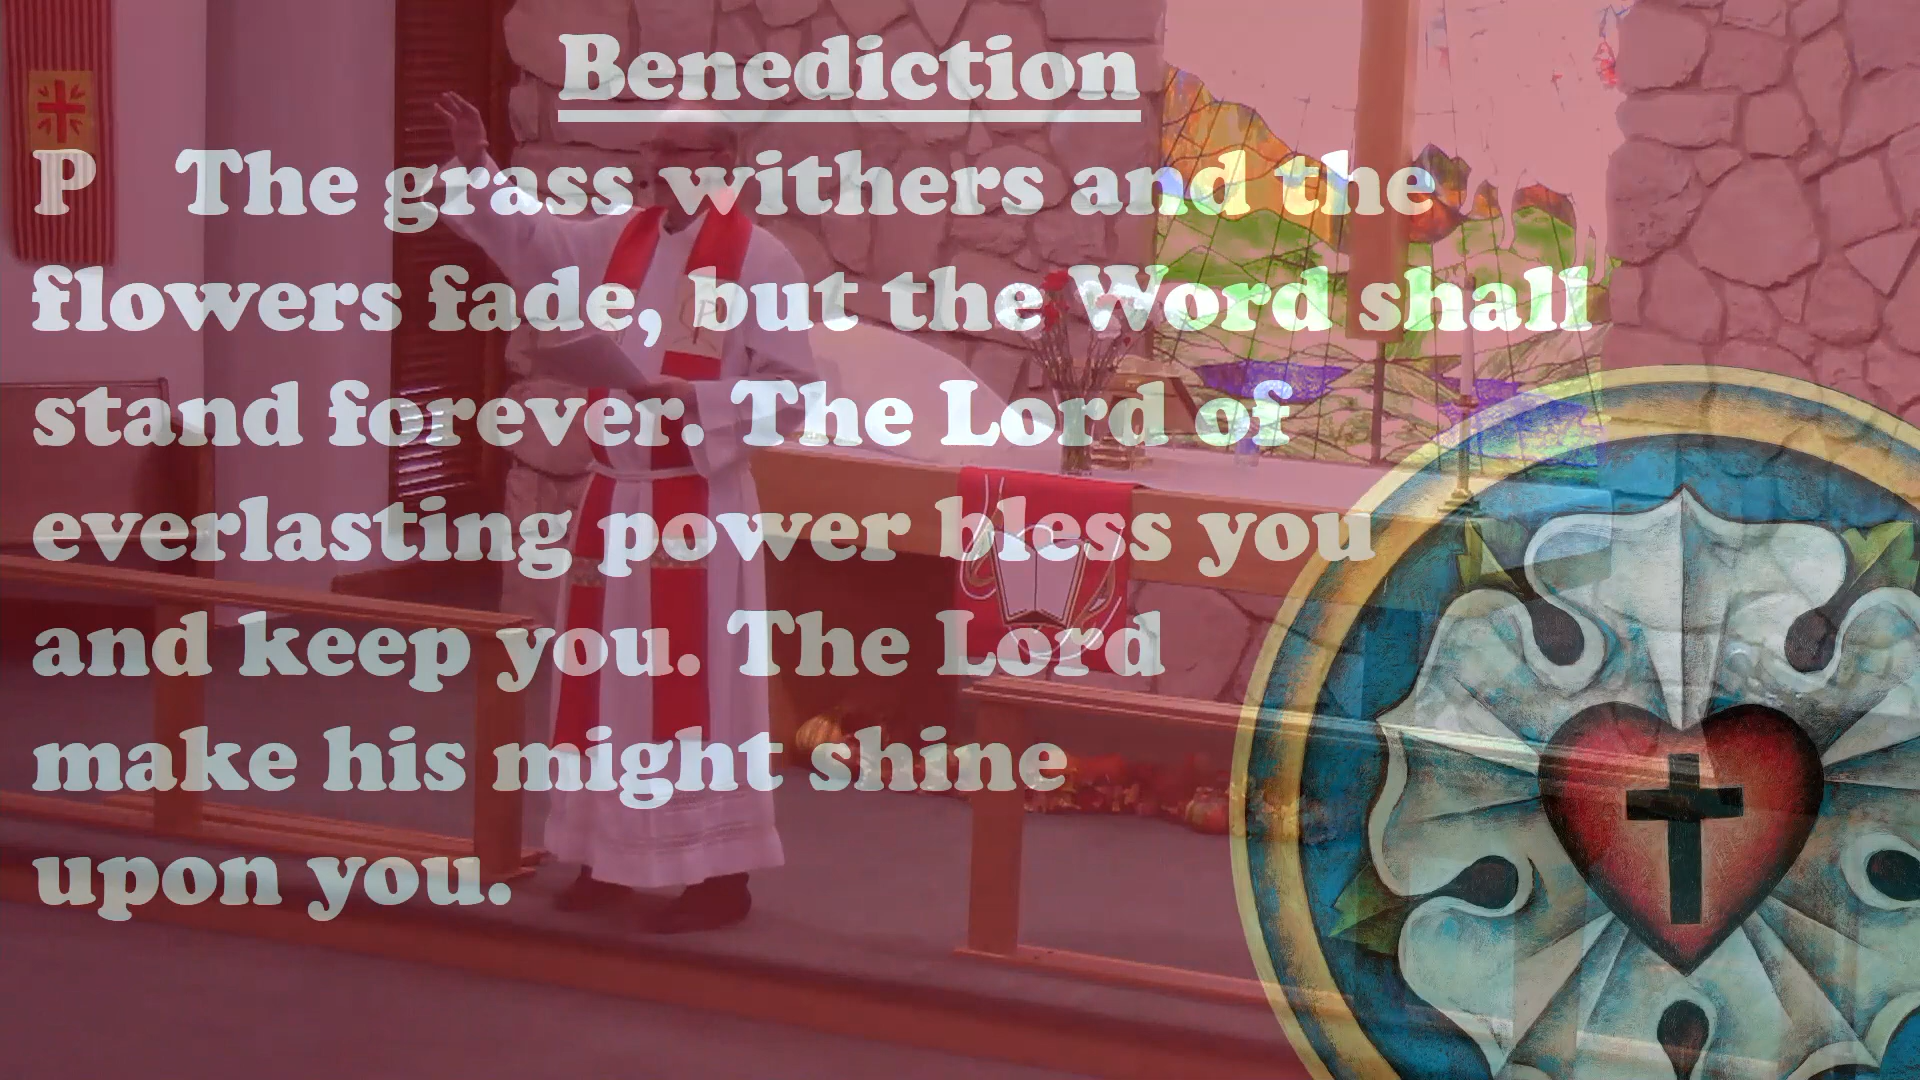 Benediction
P The grass withers and the
flowers fade, but the Word shall
stand forever. The Lord of
everlasting power bless you
and keep you. The Lord
make his might shine
upon you.